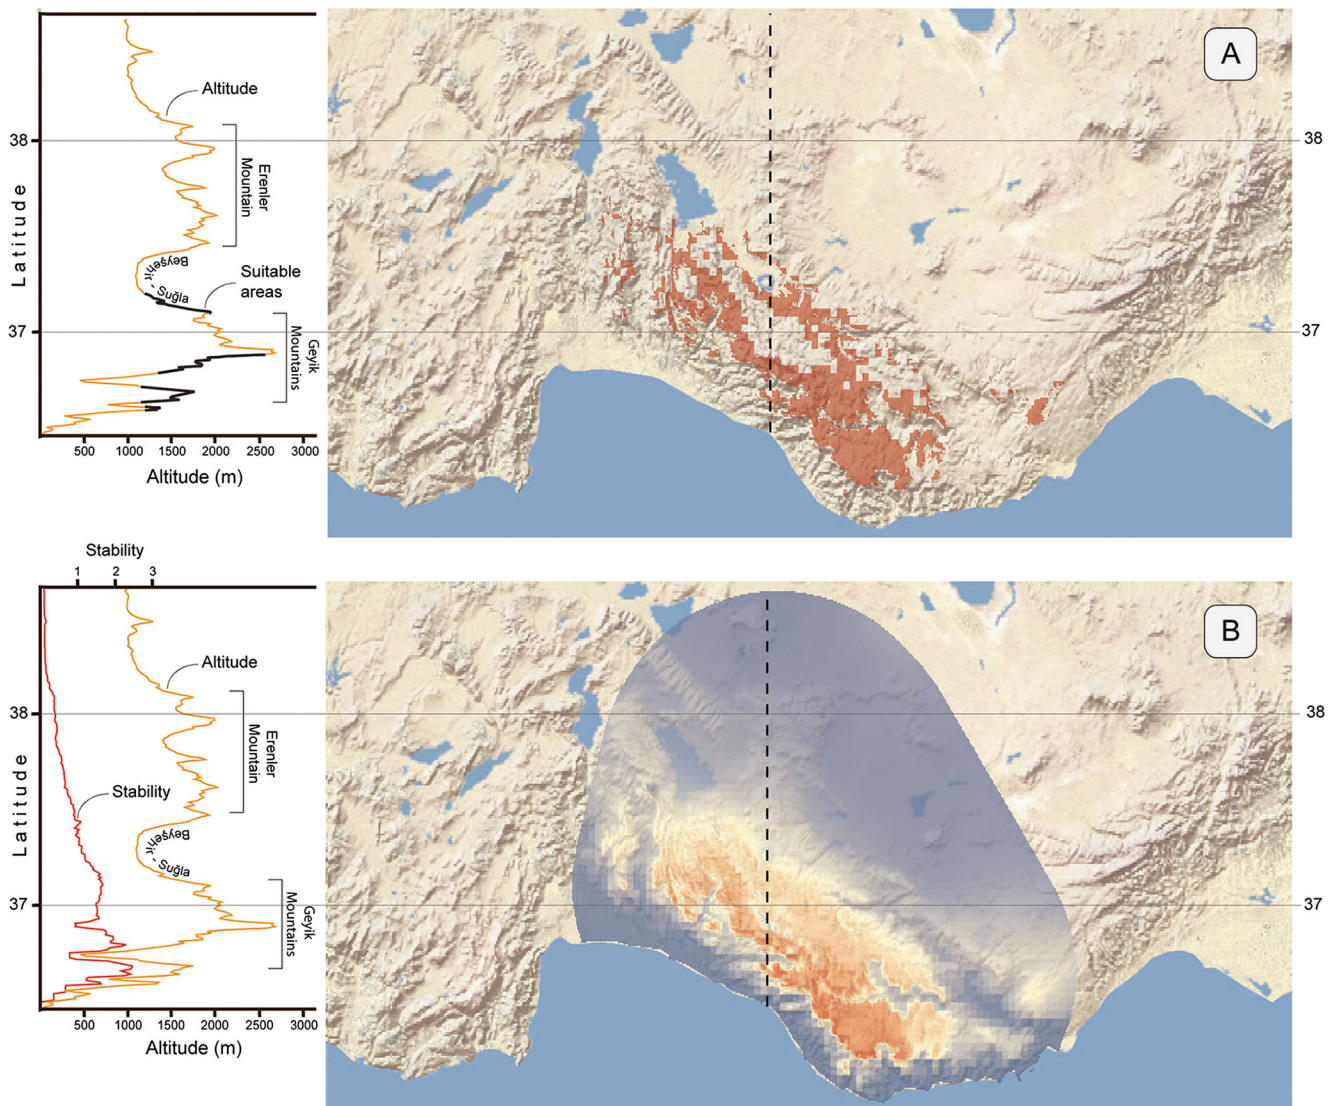 A
Altitude
38
38
Erenler
Mountain
Latitude
Beyşehir - Suğla
Suitable
areas
37
37
Geyik
Mountains
500 1000 1500 2000 2500 3000
Altitude (m)
Stability
1 2 3
B
Altitude
38
38
Erenler
Mountain
Stability
Latitude
Beyşehir - Suğla
37
37
Geyik
Mountains
500 1000 1500 2000 2500 3000
Altitude (m)